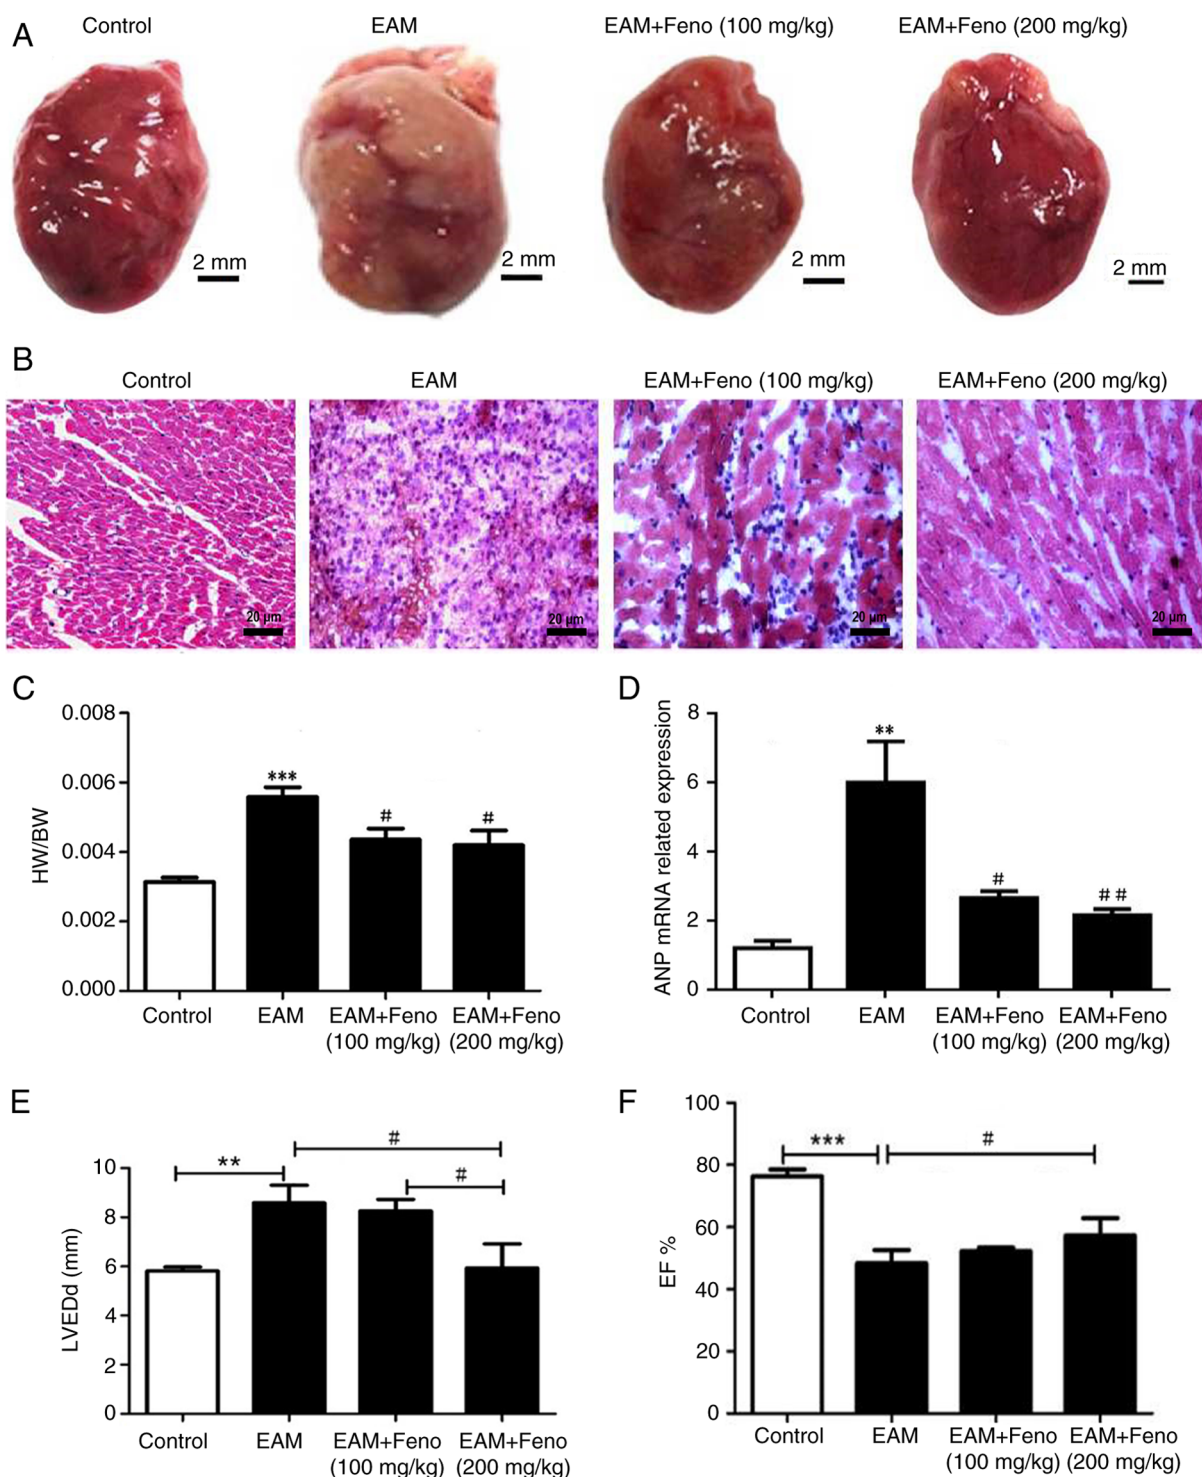 A
Control
EAM
EAM+Feno (100 mg/kg)
EAM+Feno (200 mg/kg)
2 mm
2 mm
2 mm
2 mm
B
Control
EAM
EAM+Feno (100 mg/kg)
EAM+Feno (200 mg/kg)
20 µm
20 µm
20 µm
20 µm
C
HW/BW
0.008
0.006
0.004
0.002
0.000
***
#
#
Control
EAM
EAM+Feno
(100 mg/kg)
EAM+Feno
(200 mg/kg)
D
ANP mRNA related expression
8
6
4
2
0
**
#
# #
Control
EAM
EAM+Feno
(100 mg/kg)
EAM+Feno
(200 mg/kg)
E
LVEDd (mm)
10
8
6
4
2
0
**
#
#
Control
EAM
EAM+Feno
(100 mg/kg)
EAM+Feno
(200 mg/kg)
F
EF %
100
80
60
40
20
0
***
#
Control
EAM
EAM+Feno
(100 mg/kg)
EAM+Feno
(200 mg/kg)